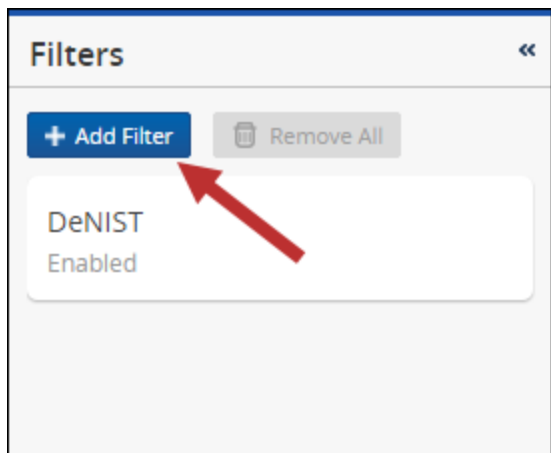 Filters
Add Filter
Remove All
DeNIST
Enabled